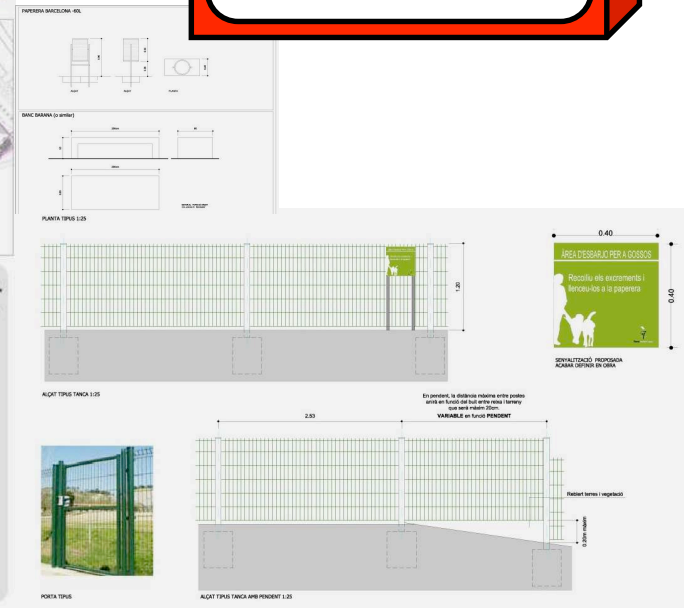 PAPERERA BARCELONA -60L
ALÇAT
ALÇAT
PLANTA
BANC BARANA (o similar)
PLANTA TIPUS 1:25
1.20
ALÇAT TIPUS TANCA 1:25
0.40
ÀREA D'ESBARJO PER A GOSSOS
Recolliu els excrements i
llenceu-los a la paperera
0.40
SENYALITZACIÓ PROPOSADA
ACABAR DEFINIR EN OBRA
En pendent, la distància màxima entre postes
anirà en funció del buit entre reixa i terreny
que serà màxim 20cm.
2.53
VARIABLE en funció PENDENT
Reblert terres i vegetació
0.20m màxim
PORTA TIPUS
ALÇAT TIPUS TANCA AMB PENDENT 1:25